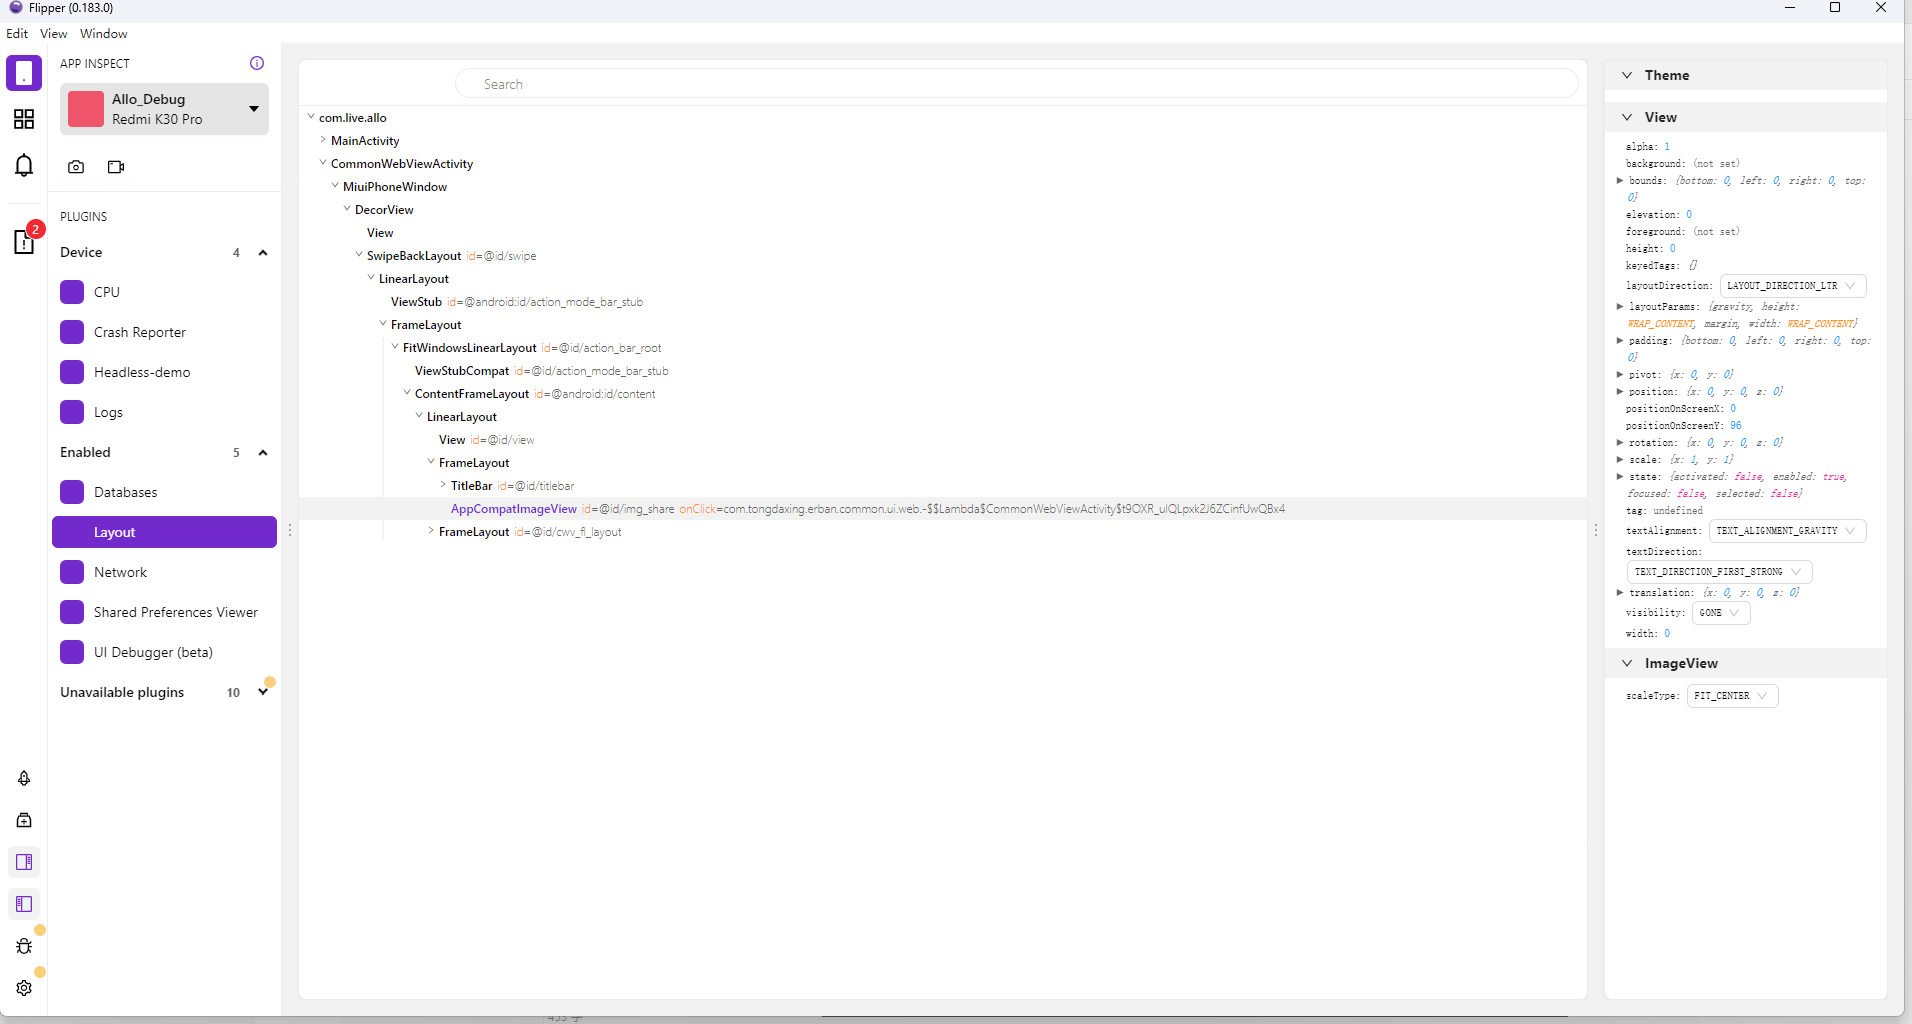 Flipper (0.183.0)
Edit View Window
APP INSPECT
Allo_Debug
Redmi K30 Pro
PLUGINS
2
Device 4
CPU
Crash Reporter
Headless-demo
Logs
Enabled 5
Databases
Layout
Network
Shared Preferences Viewer
UI Debugger (beta)
Unavailable plugins 10
Search
com.live.allo
MainActivity
CommonWebViewActivity
MiuiPhoneWindow
DecorView
View
SwipeBackLayout id=@id/swipe
LinearLayout
ViewStub id=@android:id/action_mode_bar_stub
FrameLayout
FitWindowsLinearLayout id=@id/action_bar_root
ViewStubCompat id=@id/action_mode_bar_stub
ContentFrameLayout id=@android:id/content
LinearLayout
View id=@id/view
FrameLayout
TitleBar id=@id/titlebar
AppCompatImageView id=@id/img_share onClick=com.tongdaxing.erban.common.ui.web.-$$Lambda$CommonWebViewActivity$t9OXR_ulQLpxk2J6ZCinfUwQBx4
FrameLayout id=@id/cwv_fl_layout
Theme
View
alpha: 1
background: (not set)
bounds: {bottom: 0, left: 0, right: 0, top:
0}
elevation: 0
foreground: (not set)
height: 0
keyedTags: {}
layoutDirection: LAYOUT_DIRECTION_LTR
layoutParams: {gravity, height:
WRAP_CONTENT, margin, width: WRAP_CONTENT}
padding: {bottom: 0, left: 0, right: 0, top:
0}
pivot: {x: 0, y: 0}
position: {x: 0, y: 0, z: 0}
positionOnScreenX: 0
positionOnScreenY: 96
rotation: {x: 0, y: 0, z: 0}
scale: {x: 1, y: 1}
state: {activated: false, enabled: true,
focused: false, selected: false}
tag: undefined
textAlignment: TEXT_ALIGNMENT_GRAVITY
textDirection:
TEXT_DIRECTION_FIRST_STRONG
translation: {x: 0, y: 0, z: 0}
visibility: GONE
width: 0
ImageView
scaleType: FIT_CENTER